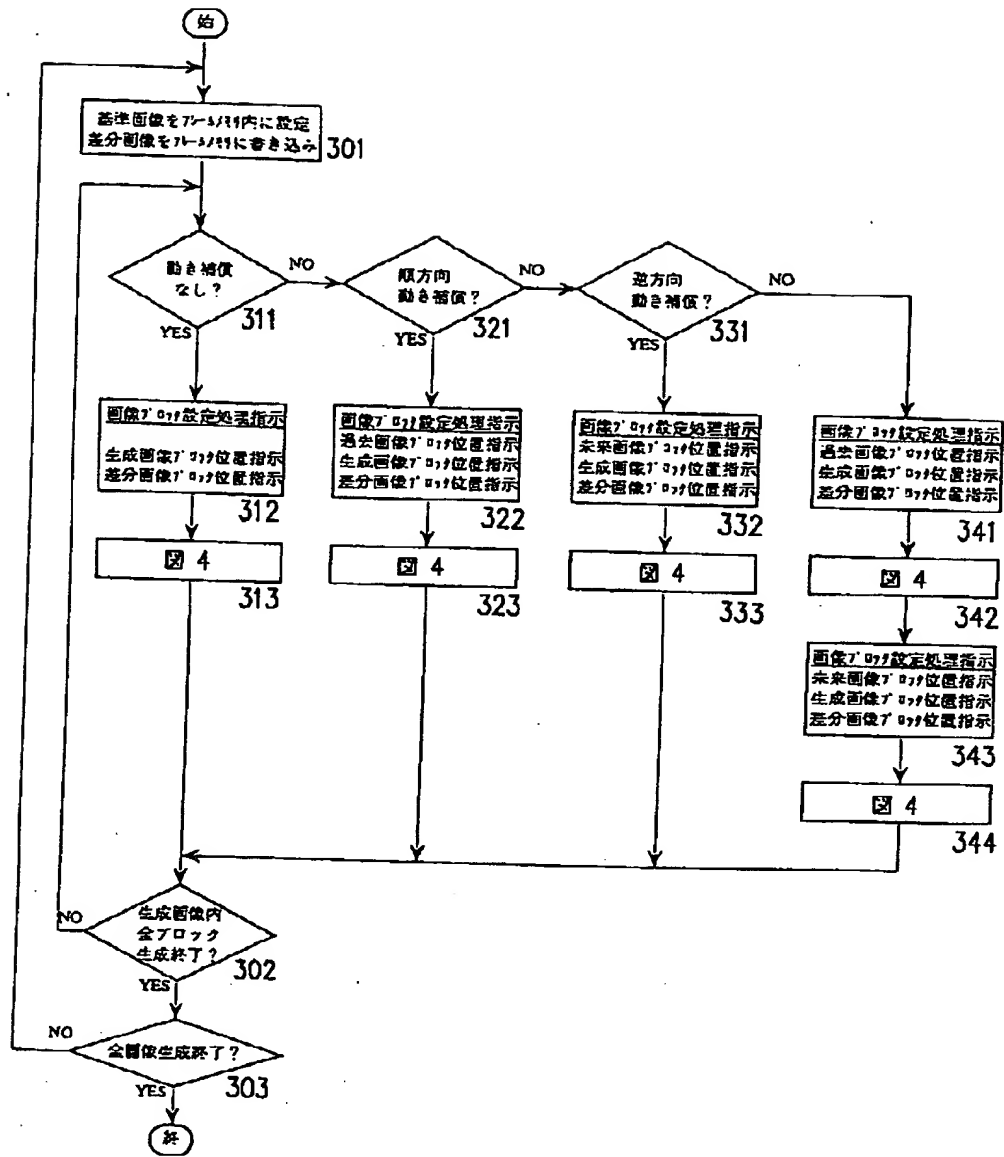 始
基準画像をフレームメモリ内に設定
差分画像をフレームメモリに書き込み
301
動き補償
なし？
311
NO
YES
順方向
動き補償？
321
NO
YES
逆方向
動き補償？
331
NO
YES
画像ブロック設定処理指示
生成画像ブロック位置指示
差分画像ブロック位置指示
312
図 4
313
画像ブロック設定処理指示
過去画像ブロック位置指示
生成画像ブロック位置指示
差分画像ブロック位置指示
322
図 4
323
画像ブロック設定処理指示
未来画像ブロック位置指示
生成画像ブロック位置指示
差分画像ブロック位置指示
332
図 4
333
画像ブロック設定処理指示
過去画像ブロック位置指示
生成画像ブロック位置指示
差分画像ブロック位置指示
341
図 4
342
画像ブロック設定処理指示
未来画像ブロック位置指示
生成画像ブロック位置指示
差分画像ブロック位置指示
343
図 4
344
生成画像内
全ブロック
生成終了？
302
NO
YES
全画像生成終了？
303
NO
YES
終